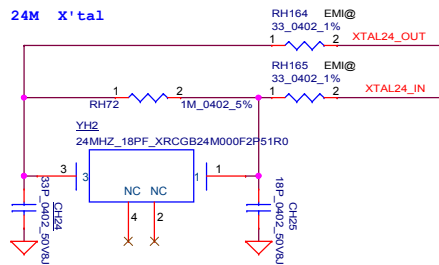 24M X'tal
RH164 EMI@
33_0402_1%
1 2
XTAL24_OUT
RH165 EMI@
33_0402_1%
1 2
XTAL24_IN
1 2
RH72 1M_0402_5%
YH2
24MHZ_18PF_XRCGB24M000F2P51R0
3 3 1 1
NC NC
4 2
CH24
33P_0402_50V8J
CH25
18P_0402_50V8J